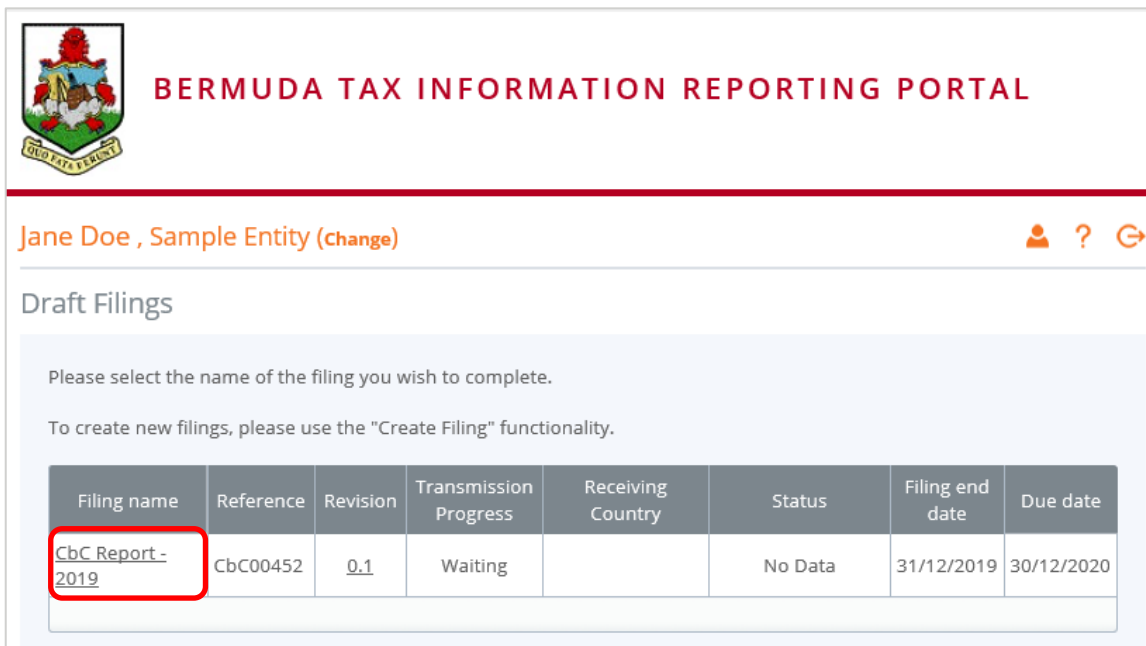 BERMUDA TAX INFORMATION REPORTING PORTAL
QUO FATA FERUNT
Jane Doe , Sample Entity (Change)
?
Draft Filings
Please select the name of the filing you wish to complete.
To create new filings, please use the "Create Filing" functionality.
Filing name Reference Revision Transmission Progress Receiving Country Status Filing end date Due date
CbC Report - 2019 CbC00452 0.1 Waiting No Data 31/12/2019 30/12/2020